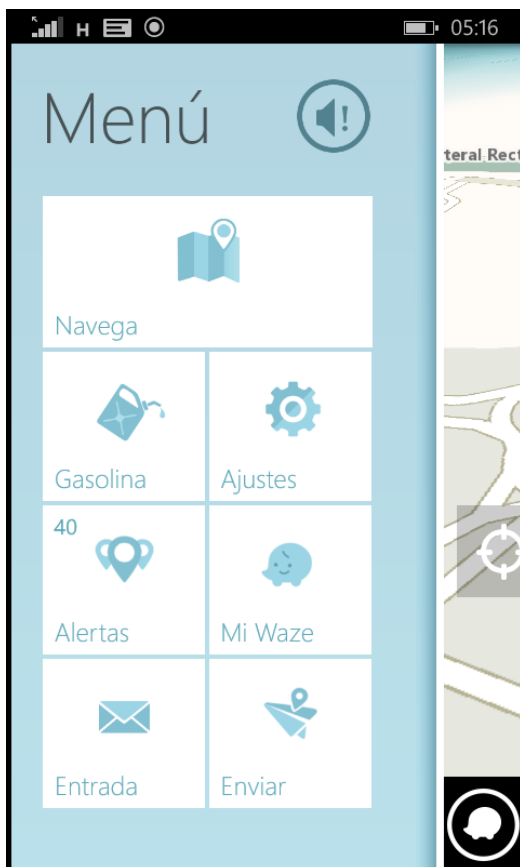 H 05:16
Menú
teral Rect
Navega
Gasolina Ajustes
40
Alertas Mi Waze
Entrada Enviar